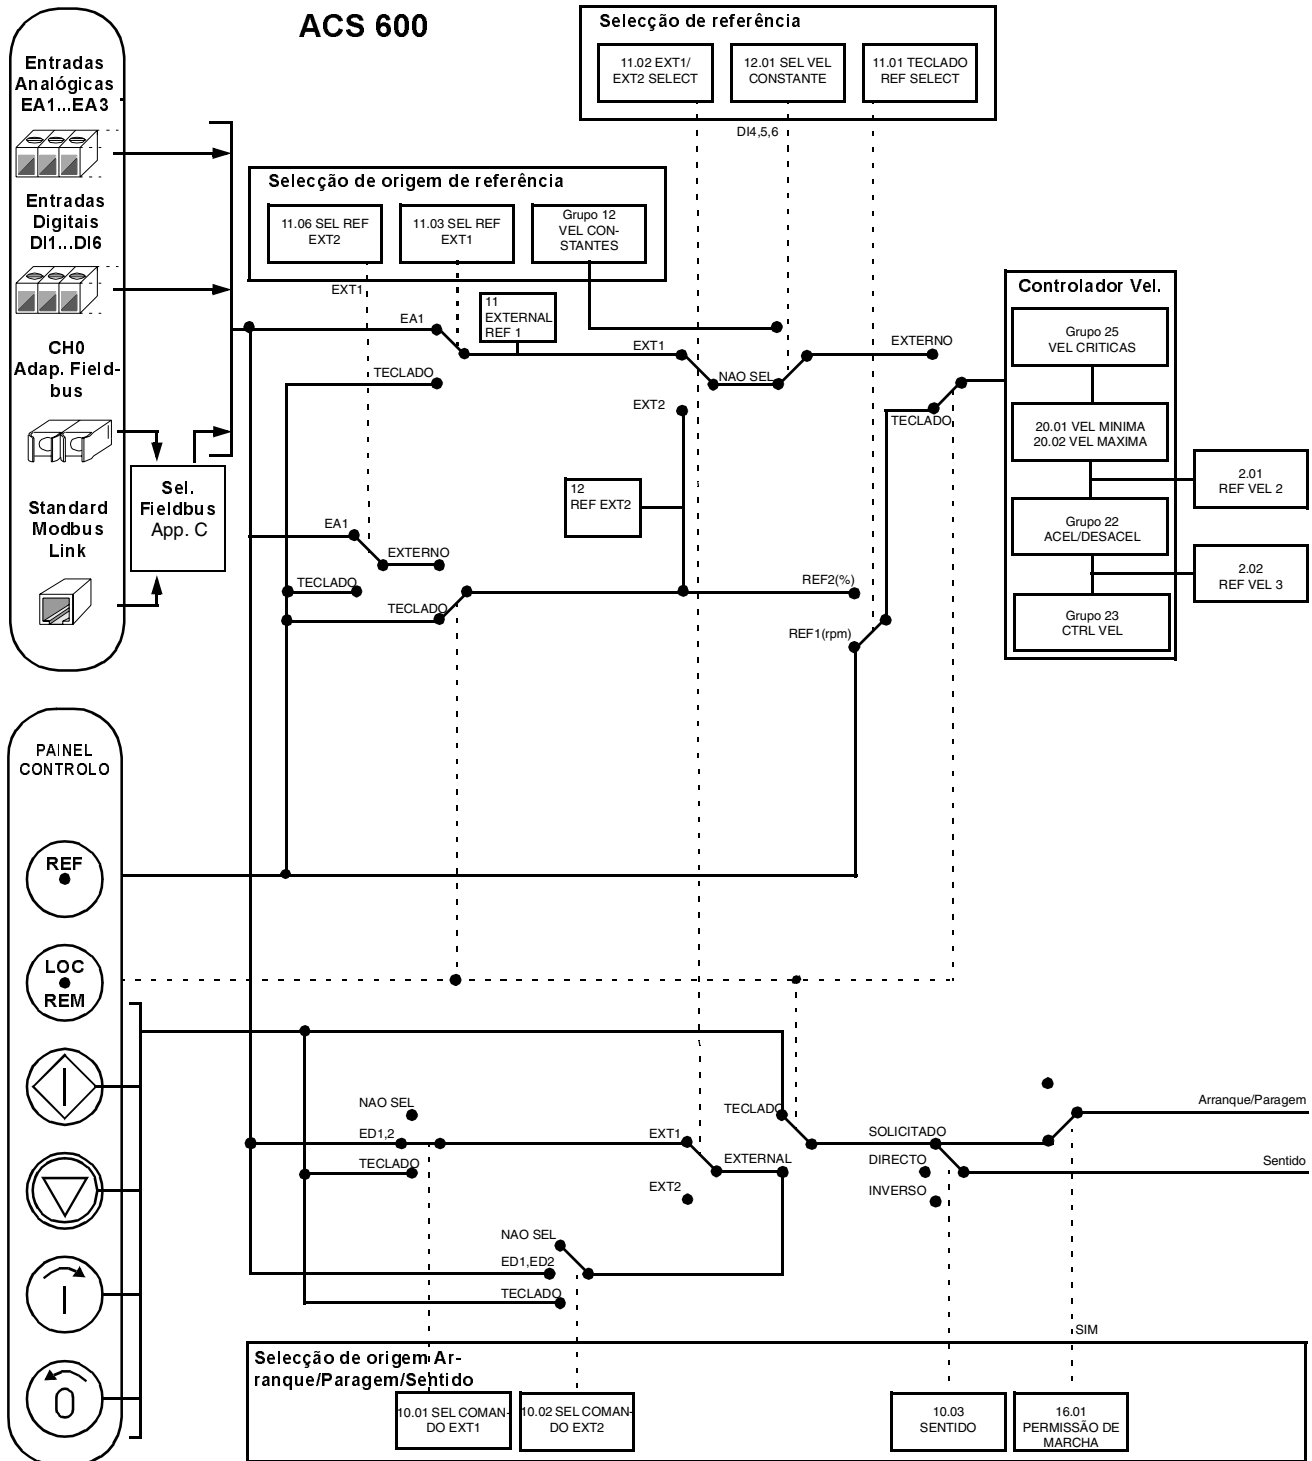 ACS 600
Entradas
Analógicas
EA1...EA3
Entradas
Digitais
DI1...DI6
CH0
Adap. Field-
bus
Standard
Modbus
Link
Sel.
Fieldbus
App. C
Selecção de referência
11.02 EXT1/
EXT2 SELECT
12.01 SEL VEL
CONSTANTE
11.01 TECLADO
REF SELECT
DI4,5,6
Selecção de origem de referência
11.06 SEL REF
EXT2
11.03 SEL REF
EXT1
Grupo 12
VEL CON-
STANTES
EXT1
EA1
11
EXTERNAL
REF 1
EXT1
NAO SEL
EXTERNO
TECLADO
EXT2
TECLADO
12
REF EXT2
EA1
EXTERNO
TECLADO
TECLADO
REF2(%)
REF1(rpm)
Controlador Vel.
Grupo 25
VEL CRITICAS
20.01 VEL MINIMA
20.02 VEL MAXIMA
2.01
REF VEL 2
Grupo 22
ACEL/DESACEL
2.02
REF VEL 3
Grupo 23
CTRL VEL
PAINEL
CONTROLO
REF
LOC
REM
NAO SEL
ED1,2
TECLADO
EXT1
EXT2
TECLADO
EXTERNAL
SOLICITADO
DIRECTO
INVERSO
Arranque/Paragem
Sentido
NAO SEL
ED1,ED2
TECLADO
SIM
Selecção de origem Ar-
ranque/Paragem/Sentido
10.01 SEL COMAN-
DO EXT1
10.02 SEL COMAN-
DO EXT2
10.03
SENTIDO
16.01
PERMISSÃO DE
MARCHA